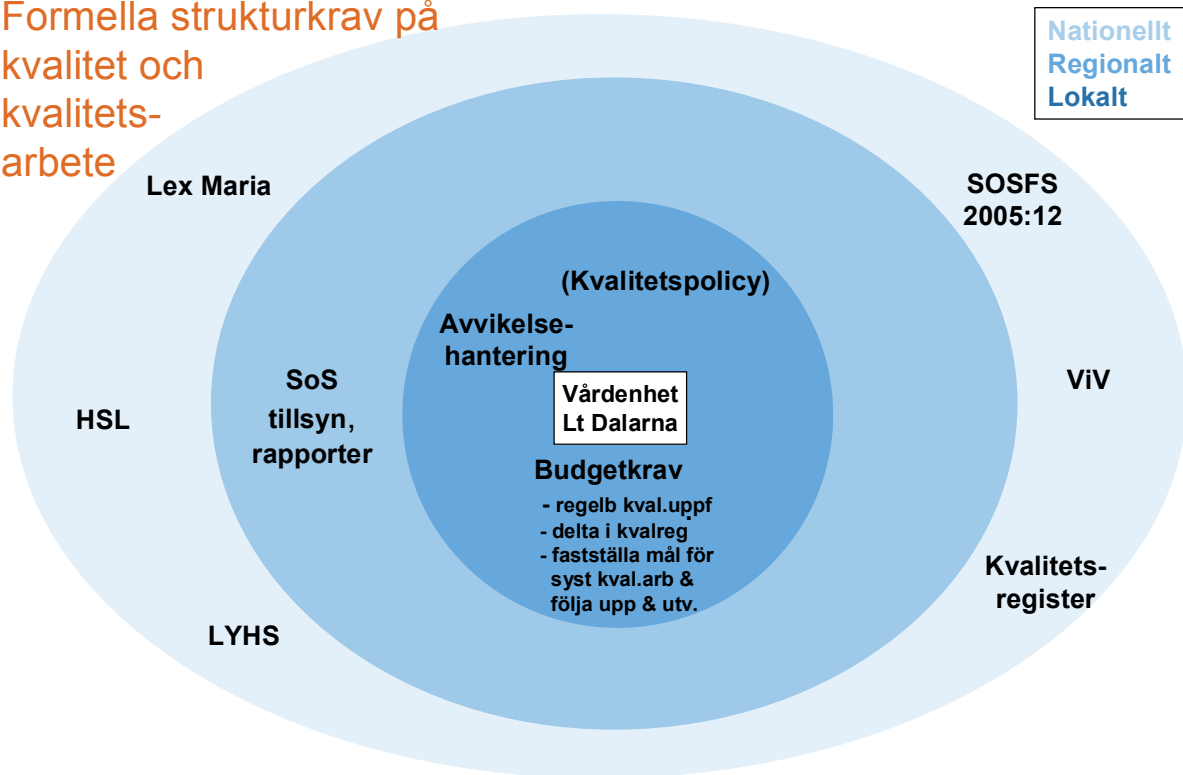 Formella strukturkrav på
kvalitet och
kvalitets-
arbete
Nationellt
Regionalt
Lokalt
Lex Maria
SOSFS
2005:12
(Kvalitetspolicy)
Avvikelse-
hantering
SoS
tillsyn,
rapporter
HSL
Vårdenhet
Lt Dalarna
ViV
Budgetkrav
- regelb kval.uppf
- delta i kvalreg
- fastställa mål för
syst kval.arb &
följa upp & utv.
Kvalitets-
register
LYHS